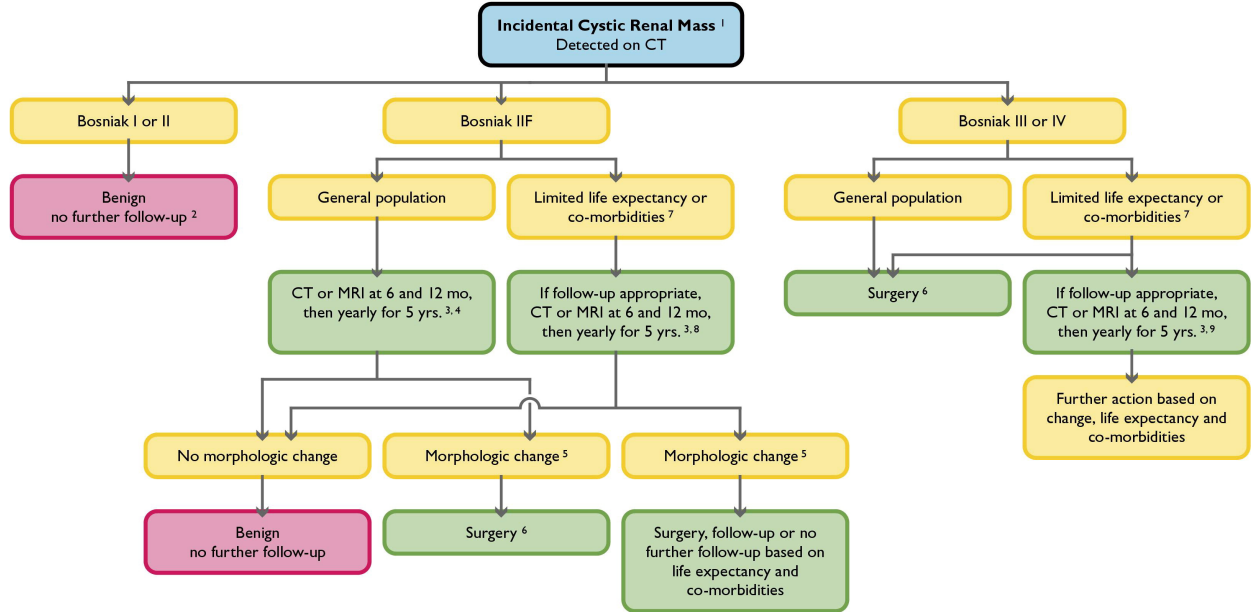 Incidental Cystic Renal Mass 1
Detected on CT
Bosniak I or II
Bosniak IIF
Bosniak III or IV
Benign
no further follow-up 2
General population
Limited life expectancy or
co-morbidities 7
General population
Limited life expectancy or
co-morbidities 7
CT or MRI at 6 and 12 mo,
then yearly for 5 yrs. 3, 4
If follow-up appropriate,
CT or MRI at 6 and 12 mo,
then yearly for 5 yrs. 3, 8
Surgery 6
If follow-up appropriate,
CT or MRI at 6 and 12 mo,
then yearly for 5 yrs. 3, 9
Further action based on
change, life expectancy and
co-morbidities
No morphologic change
Morphologic change 5
Morphologic change 5
Benign
no further follow-up
Surgery 6
Surgery, follow-up or no
further follow-up based on
life expectancy and
co-morbidities